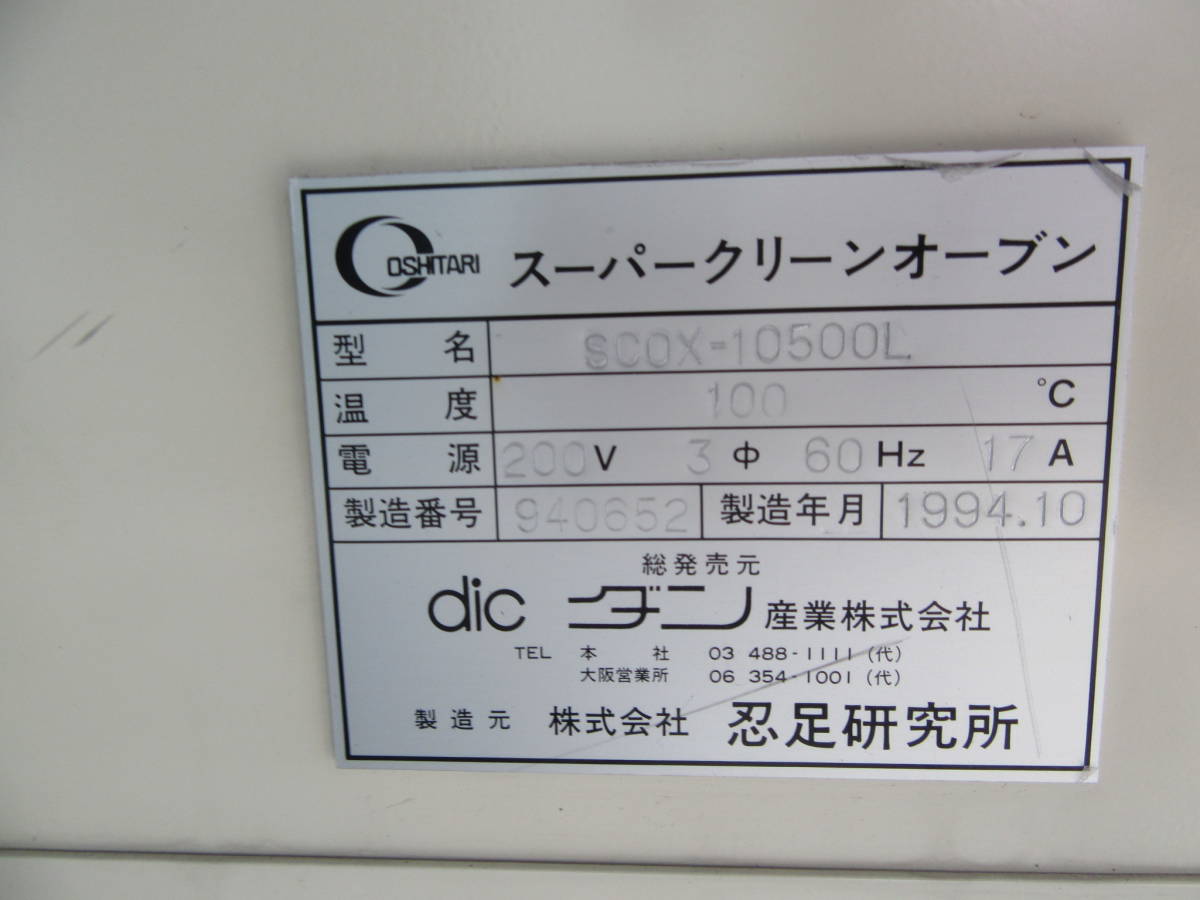 OSHITARI スーパークリーンオーブン
型名 SCOX-10500L
温度 100 °C
電源 200V 3φ 60Hz 17A
製造番号 940652 製造年月 1994.10
総発売元
dic ダン産業株式会社
TEL 本社 03 488-1111(代)
大阪営業所 06 354-1001(代)
製造元 株式会社 忍足研究所